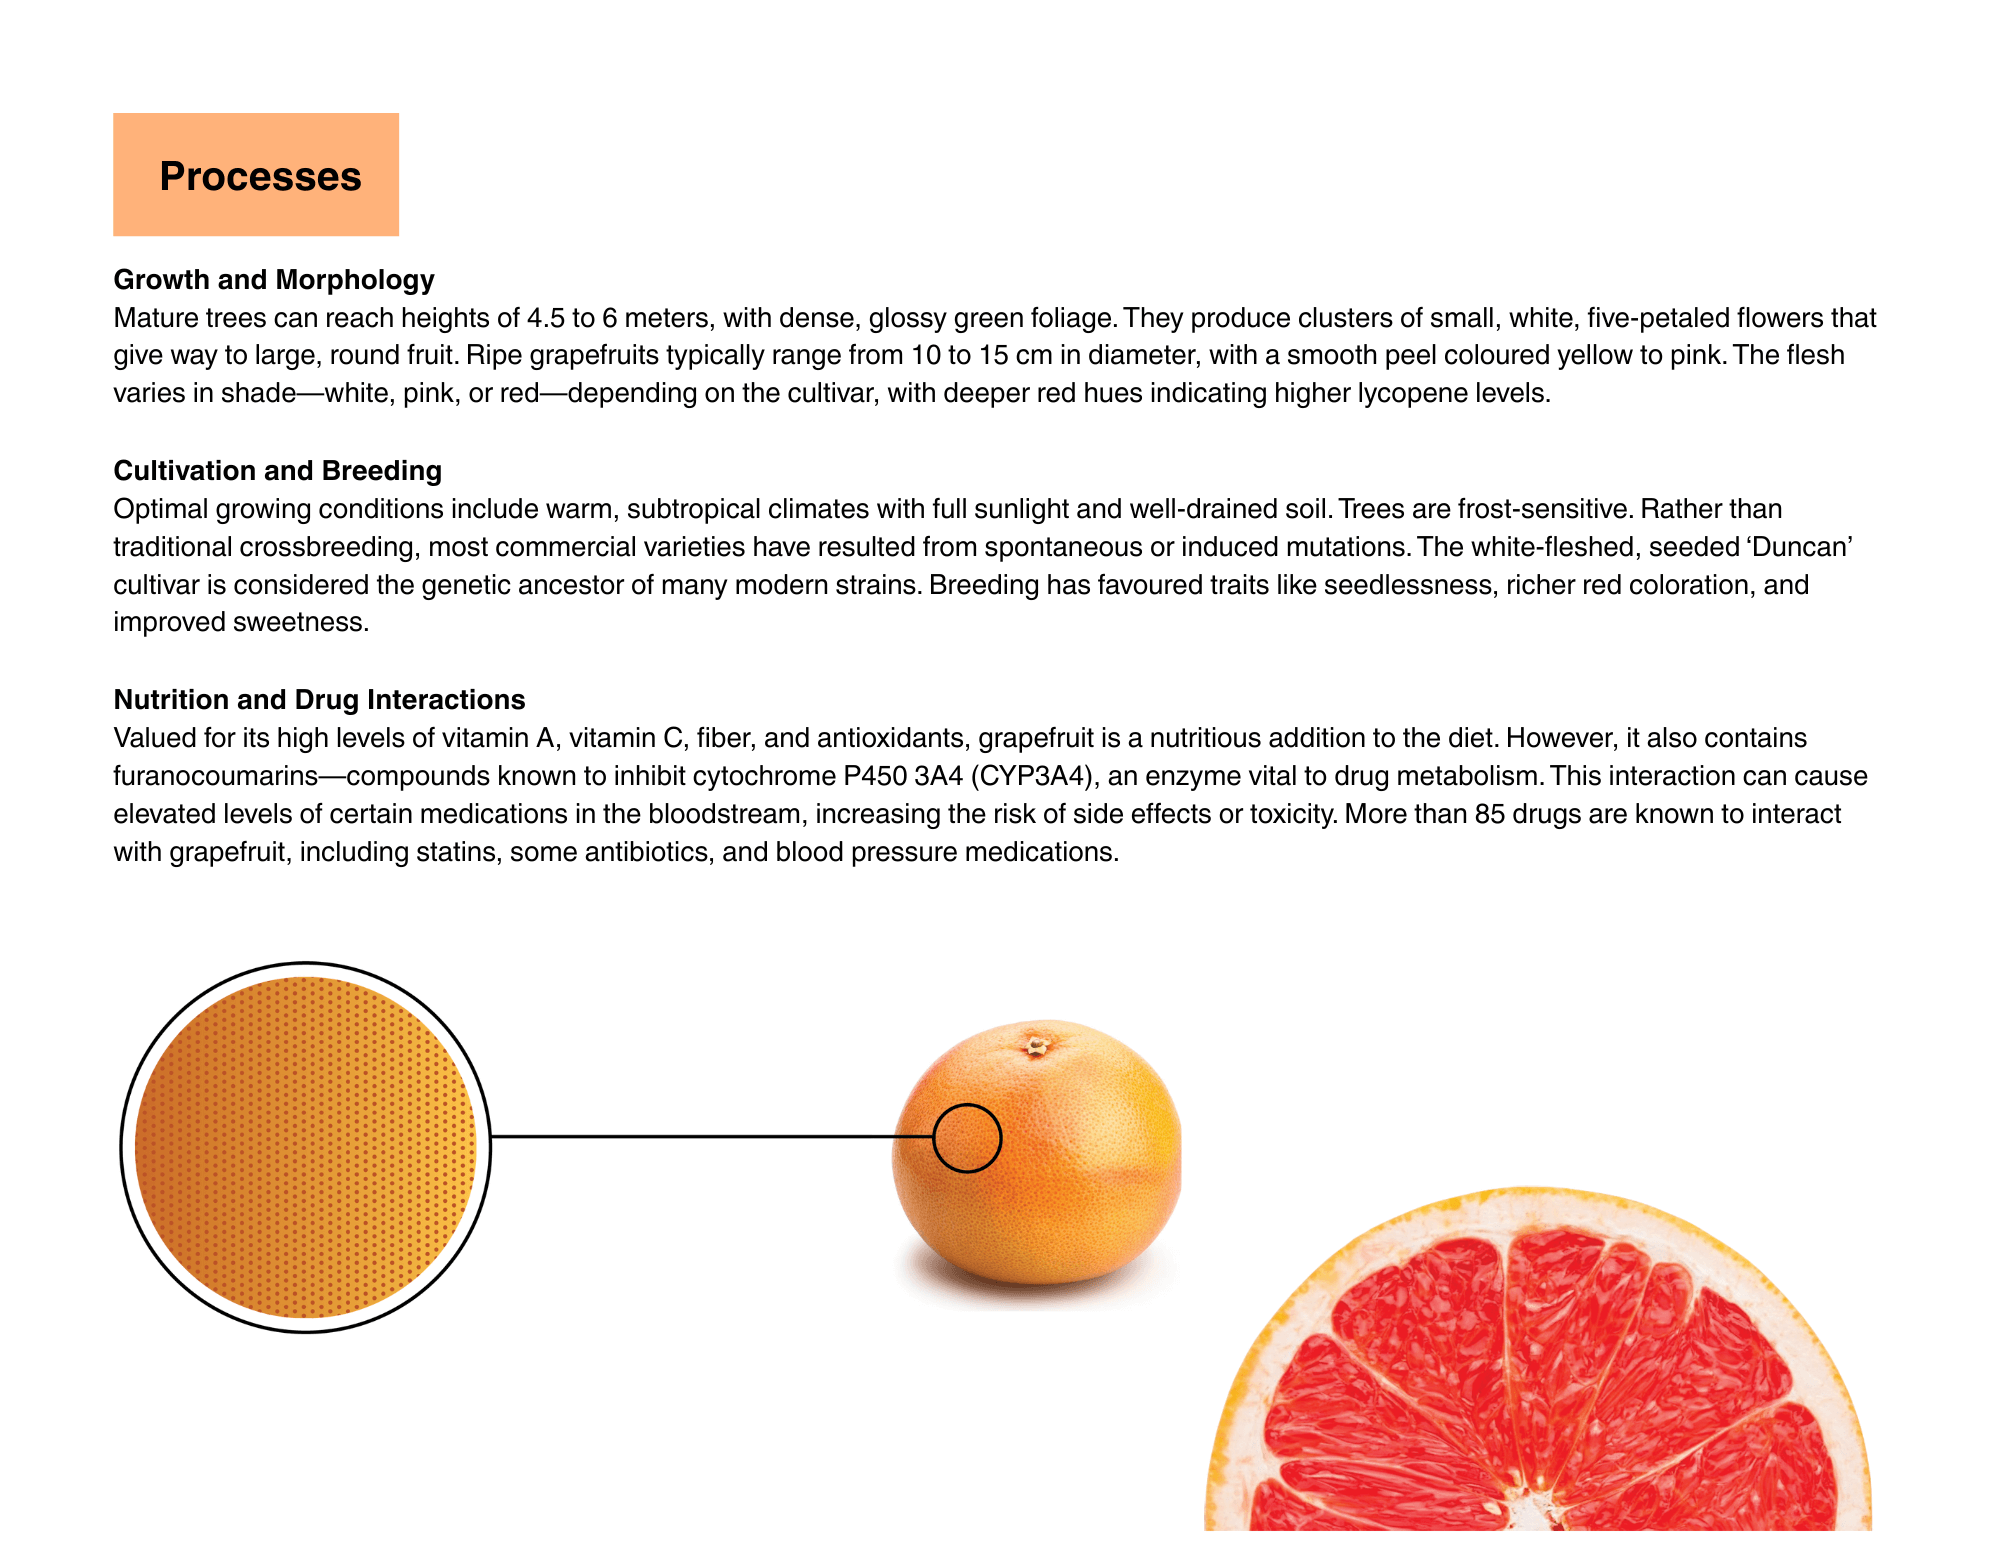 Processes
Growth and Morphology
Mature trees can reach heights of 4.5 to 6 meters, with dense, glossy green foliage. They produce clusters of small, white, five-petaled flowers that
give way to large, round fruit. Ripe grapefruits typically range from 10 to 15 cm in diameter, with a smooth peel coloured yellow to pink. The flesh
varies in shade—white, pink, or red—depending on the cultivar, with deeper red hues indicating higher lycopene levels.
Cultivation and Breeding
Optimal growing conditions include warm, subtropical climates with full sunlight and well-drained soil. Trees are frost-sensitive. Rather than
traditional crossbreeding, most commercial varieties have resulted from spontaneous or induced mutations. The white-fleshed, seeded ‘Duncan’
cultivar is considered the genetic ancestor of many modern strains. Breeding has favoured traits like seedlessness, richer red coloration, and
improved sweetness.
Nutrition and Drug Interactions
Valued for its high levels of vitamin A, vitamin C, fiber, and antioxidants, grapefruit is a nutritious addition to the diet. However, it also contains
furanocoumarins—compounds known to inhibit cytochrome P450 3A4 (CYP3A4), an enzyme vital to drug metabolism. This interaction can cause
elevated levels of certain medications in the bloodstream, increasing the risk of side effects or toxicity. More than 85 drugs are known to interact
with grapefruit, including statins, some antibiotics, and blood pressure medications.